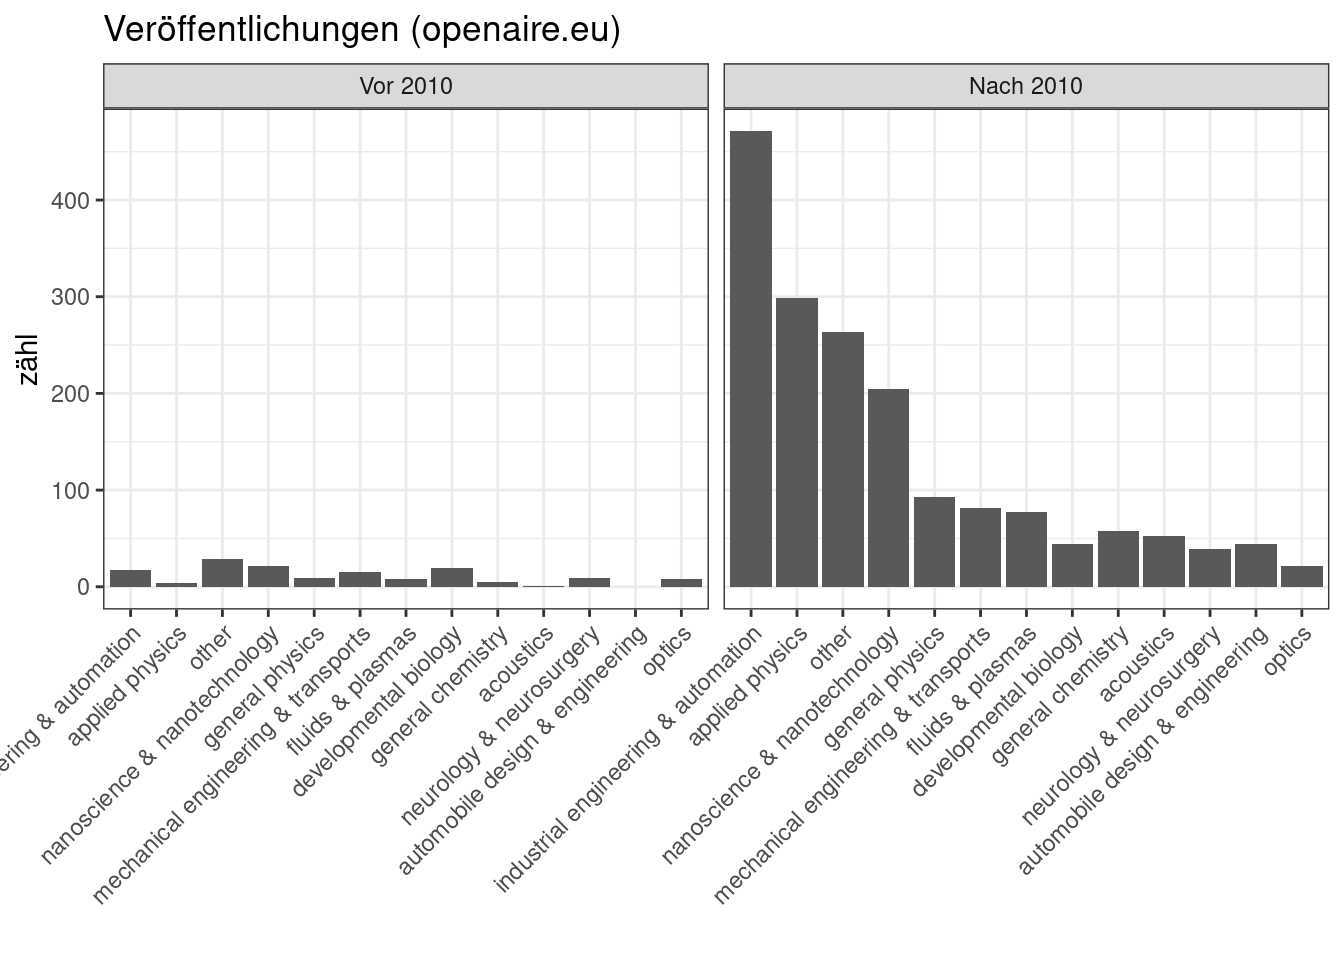 Veröffentlichungen (openaire.eu)
Vor 2010
Nach 2010
zähl
400
300
200
100
0
& automation
applied physics
other
nanoscience & nanotechnology
general physics
mechanical engineering & transports
fluids & plasmas
developmental biology
general chemistry
acoustics
neurology & neurosurgery
automobile design & engineering
optics
industrial engineering & automation
applied physics
other
nanoscience & nanotechnology
general physics
mechanical engineering & transports
fluids & plasmas
developmental biology
general chemistry
acoustics
neurology & neurosurgery
automobile design & engineering
optics